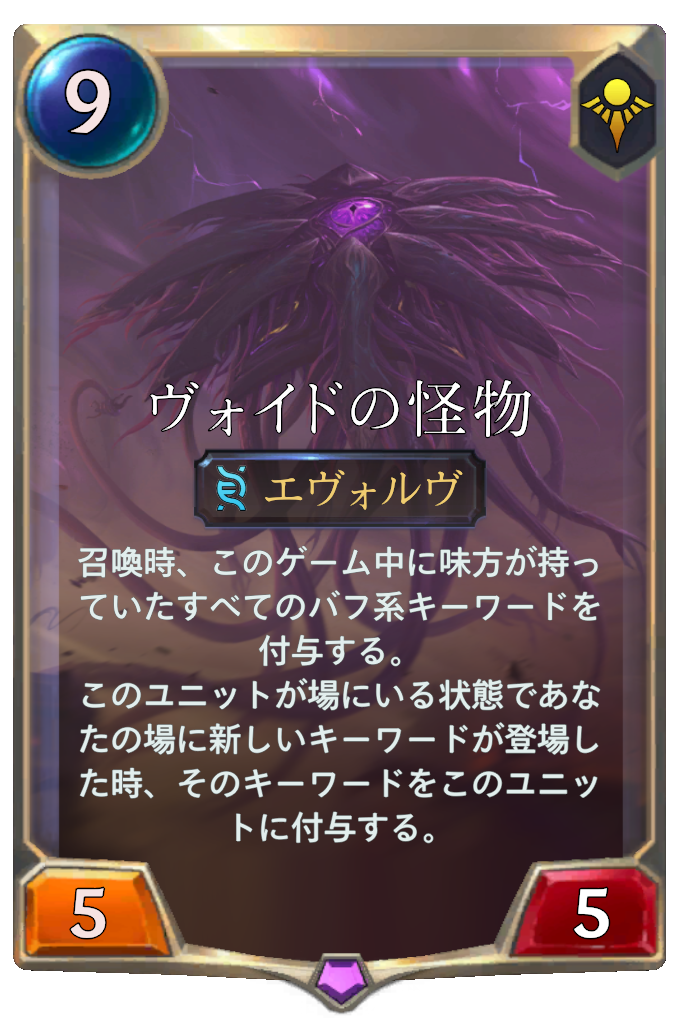 9
ヴォイドの怪物
エヴォルヴ
召喚時、このゲーム中に味方が持っ
ていたすべてのバフ系キーワードを
付与する。
このユニットが場にいる状態であな
たの場に新しいキーワードが登場し
た時、そのキーワードをこのユニッ
トに付与する。
5
5